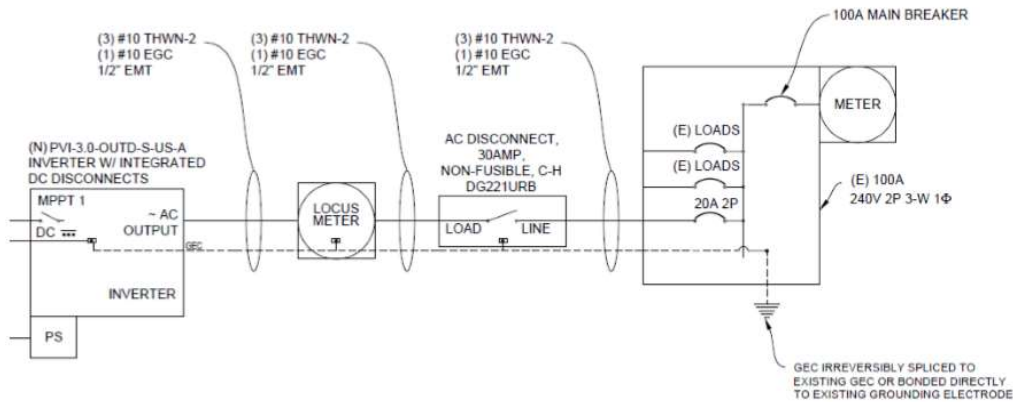 100A MAIN BREAKER
(3) #10 THWN-2
(1) #10 EGC
1/2" EMT
(3) #10 THWN-2
(1) #10 EGC
1/2" EMT
(3) #10 THWN-2
(1) #10 EGC
1/2" EMT
METER
(E) LOADS
(E) LOADS
20A 2P
(E) 100A
240V 2P 3-W 1Φ
(N) PVI-3.0-OUTD-S-US-A
INVERTER W/ INTEGRATED
DC DISCONNECTS
AC DISCONNECT,
30AMP,
NON-FUSIBLE, C-H
DG221URB
MPPT 1
~ AC
OUTPUT
DC
GEC
INVERTER
PS
LOCUS
METER
LOAD
LINE
GEC IRREVERSIBLY SPLICED TO
EXISTING GEC OR BONDED DIRECTLY
TO EXISTING GROUNDING ELECTRODE